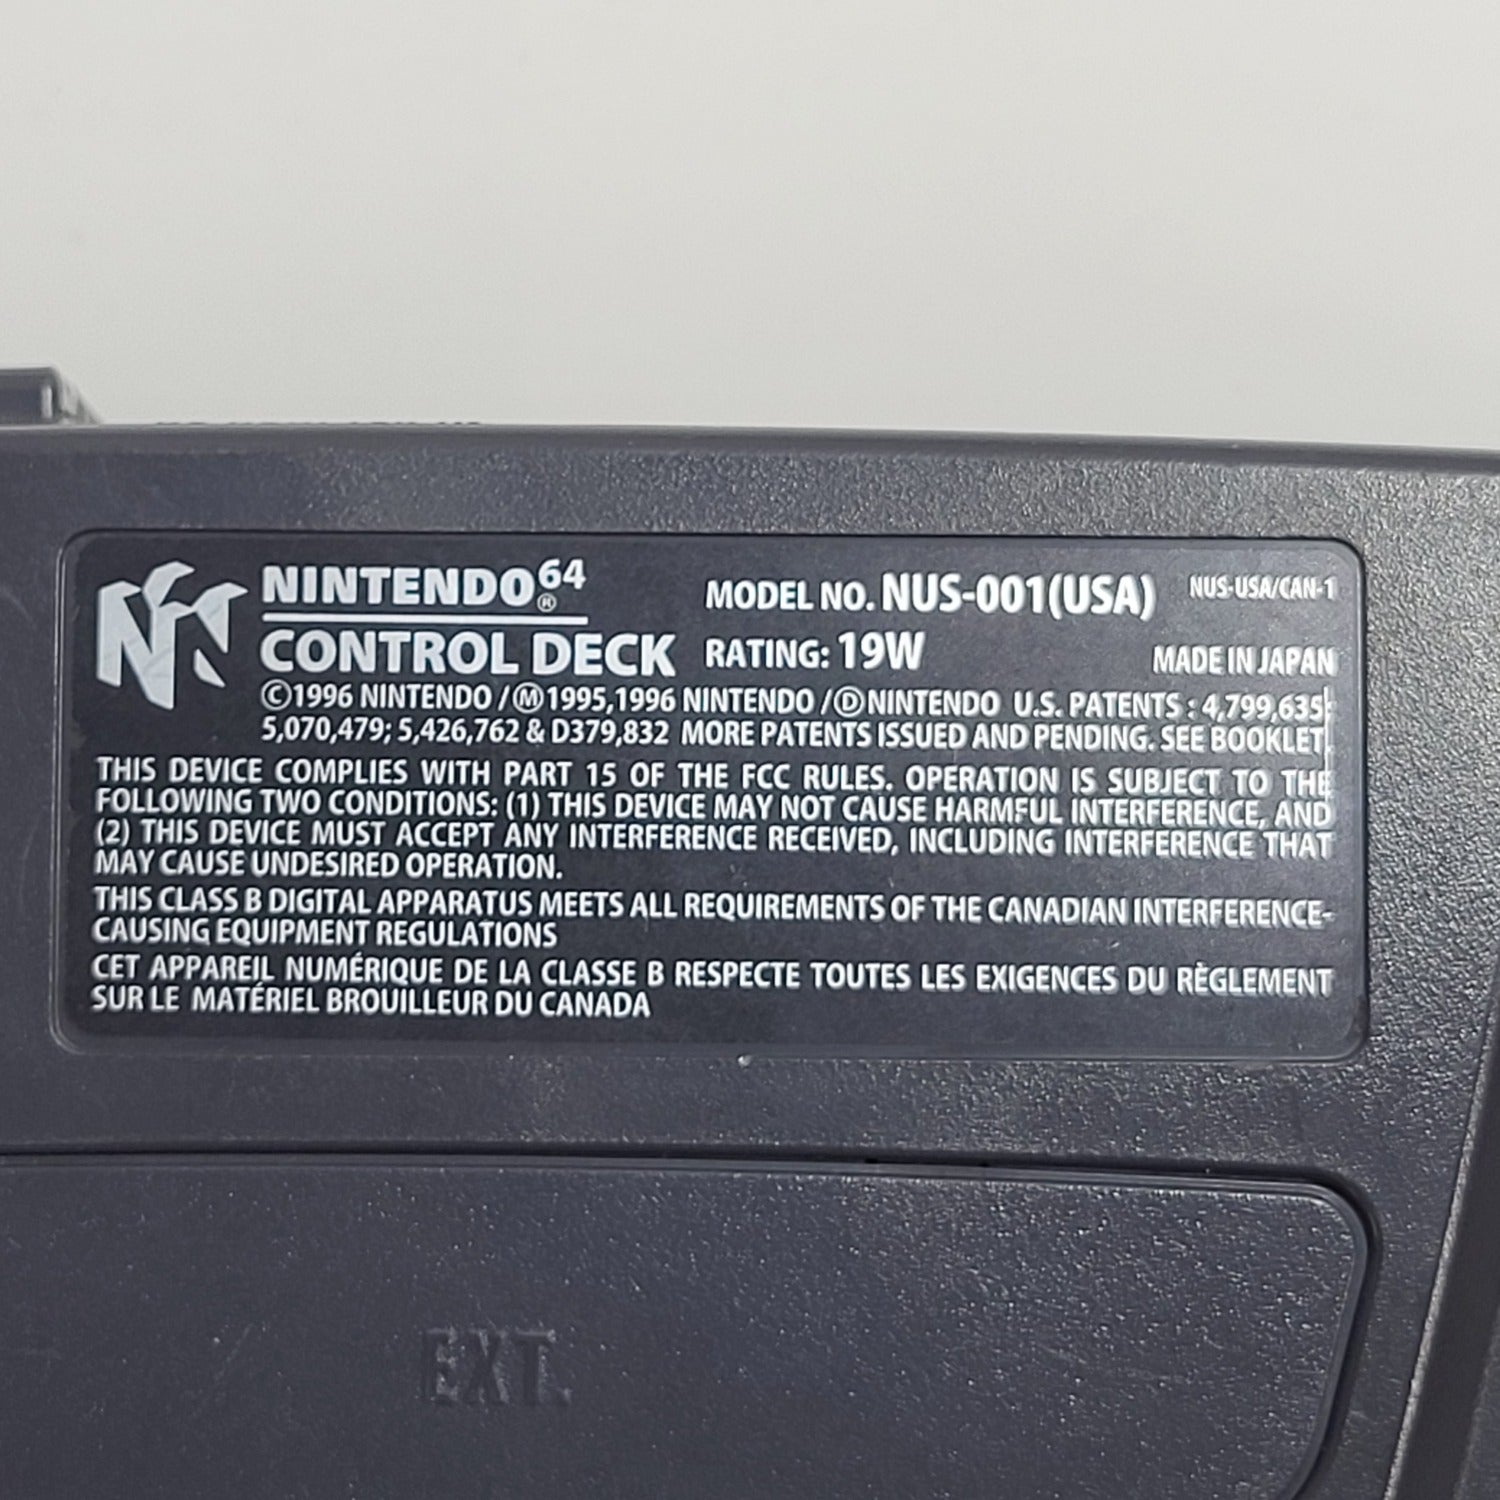 NINTENDO 64® MODEL NO. NUS-001(USA) NUS-USA/CAN-1
CONTROL DECK RATING: 19W MADE IN JAPAN
©1996 NINTENDO /Ⓜ1995,1996 NINTENDO /ⒹNINTENDO U.S. PATENTS : 4,799,635;
5,070,479; 5,426,762 & D379,832 MORE PATENTS ISSUED AND PENDING. SEE BOOKLET.
THIS DEVICE COMPLIES WITH PART 15 OF THE FCC RULES. OPERATION IS SUBJECT TO THE
FOLLOWING TWO CONDITIONS: (1) THIS DEVICE MAY NOT CAUSE HARMFUL INTERFERENCE, AND
(2) THIS DEVICE MUST ACCEPT ANY INTERFERENCE RECEIVED, INCLUDING INTERFERENCE THAT
MAY CAUSE UNDESIRED OPERATION.
THIS CLASS B DIGITAL APPARATUS MEETS ALL REQUIREMENTS OF THE CANADIAN INTERFERENCE-
CAUSING EQUIPMENT REGULATIONS
CET APPAREIL NUMÉRIQUE DE LA CLASSE B RESPECTE TOUTES LES EXIGENCES DU RÈGLEMENT
SUR LE MATÉRIEL BROUILLEUR DU CANADA
EXT.